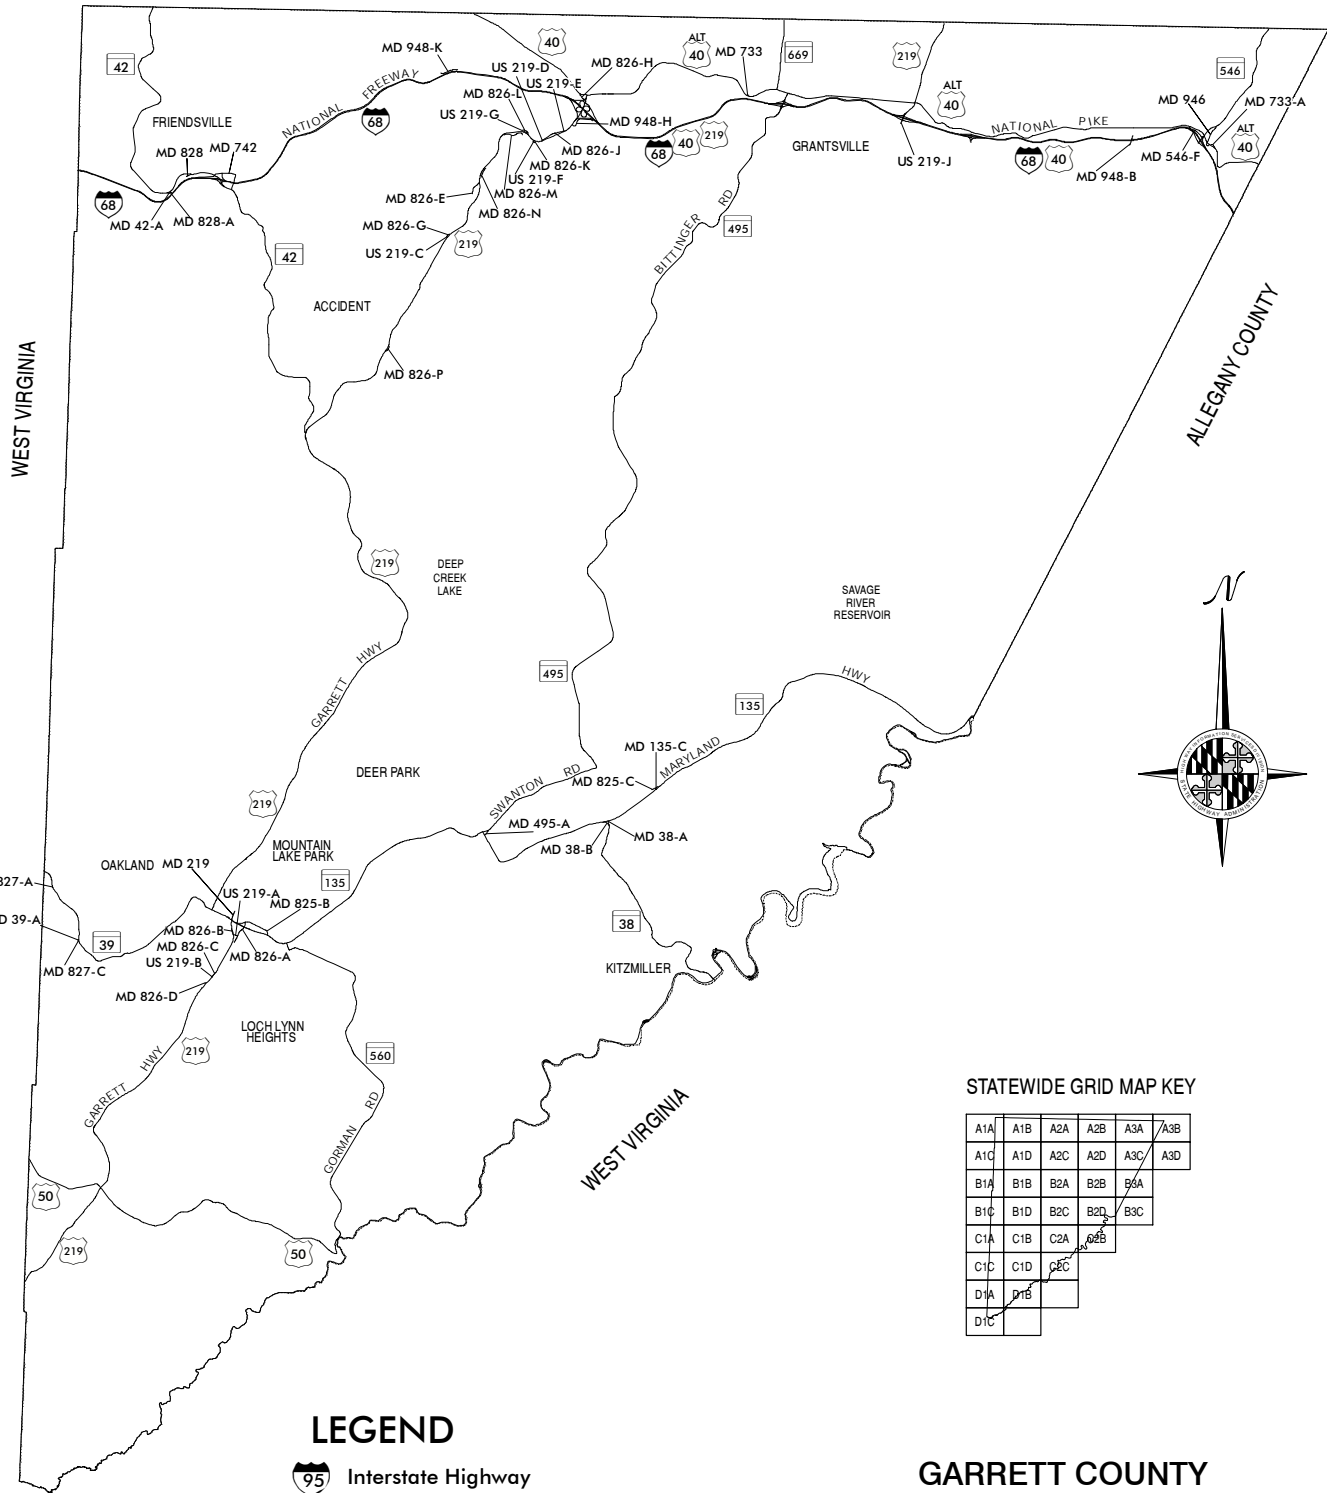 42
MD 948-K
40
ALT
40
MD 733
669
219
546
US 219-D
MD 826-H
US 219-E
NATIONAL FREEWAY
MD 826-L
ALT
40
MD 946
MD 733-A
FRIENDSVILLE
68
US 219-G
MD 948-H
NATIONAL PIKE
ALT
40
MD 828
MD 742
MD 826-J
68
40
219
GRANTSVILLE
US 219-J
68
40
MD 546-F
MD 826-K
US 219-F
MD 948-B
68
MD 826-E
MD 826-M
MD 826-N
MD 42-A
MD 828-A
MD 826-G
BITTINGER RD
495
42
US 219-C
219
ACCIDENT
WEST VIRGINIA
ALLEGANY COUNTY
MD 826-P
219
DEEP
CREEK
LAKE
SAVAGE
RIVER
RESERVOIR
N
GARRETT HWY
495
HWY
135
MD 135-C
MARYLAND
DEER PARK
SWANTON RD
MD 825-C
HIGHWAY INFORMATION SERVICES DIVISION
STATE HIGHWAY ADMINISTRATION
219
MD 495-A
MD 38-A
MD 38-B
MOUNTAIN
LAKE PARK
OAKLAND
MD 219
135
827-A
US 219-A
MD 825-B
D 39-A
MD 826-B
38
39
MD 826-C
MD 826-A
US 219-B
MD 827-C
KITZMILLER
MD 826-D
LOCH LYNN
HEIGHTS
219
560
GARRETT HWY
GORMAN RD
WEST VIRGINIA
50
219
50
STATEWIDE GRID MAP KEY
A1A A1B A2A A2B A3A A3B
A1C A1D A2C A2D A3C A3D
B1A B1B B2A B2B B3A
B1C B1D B2C B2D B3C
C1A C1B C2A C2B
C1C C1D C2C
D1A D1B
D1C
LEGEND
95 Interstate Highway
GARRETT COUNTY